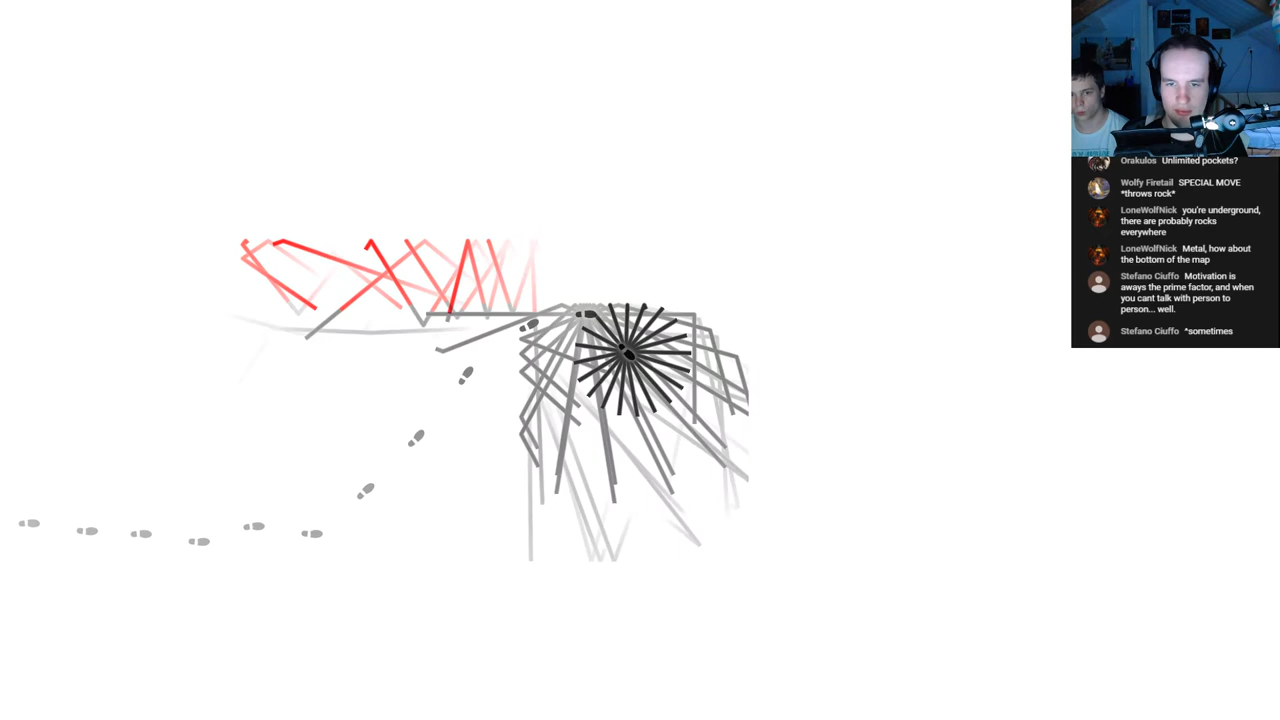 Orakulos Unlimited pockets?
Wolfy Firetail SPECIAL MOVE
*throws rock*
LoneWolfNick you're underground,
there are probably rocks
everywhere
LoneWolfNick Metal, how about
the bottom of the map
Stefano Ciuffo Motivation is
aways the prime factor, and when
you cant talk with person to
person... well.
Stefano Ciuffo *sometimes